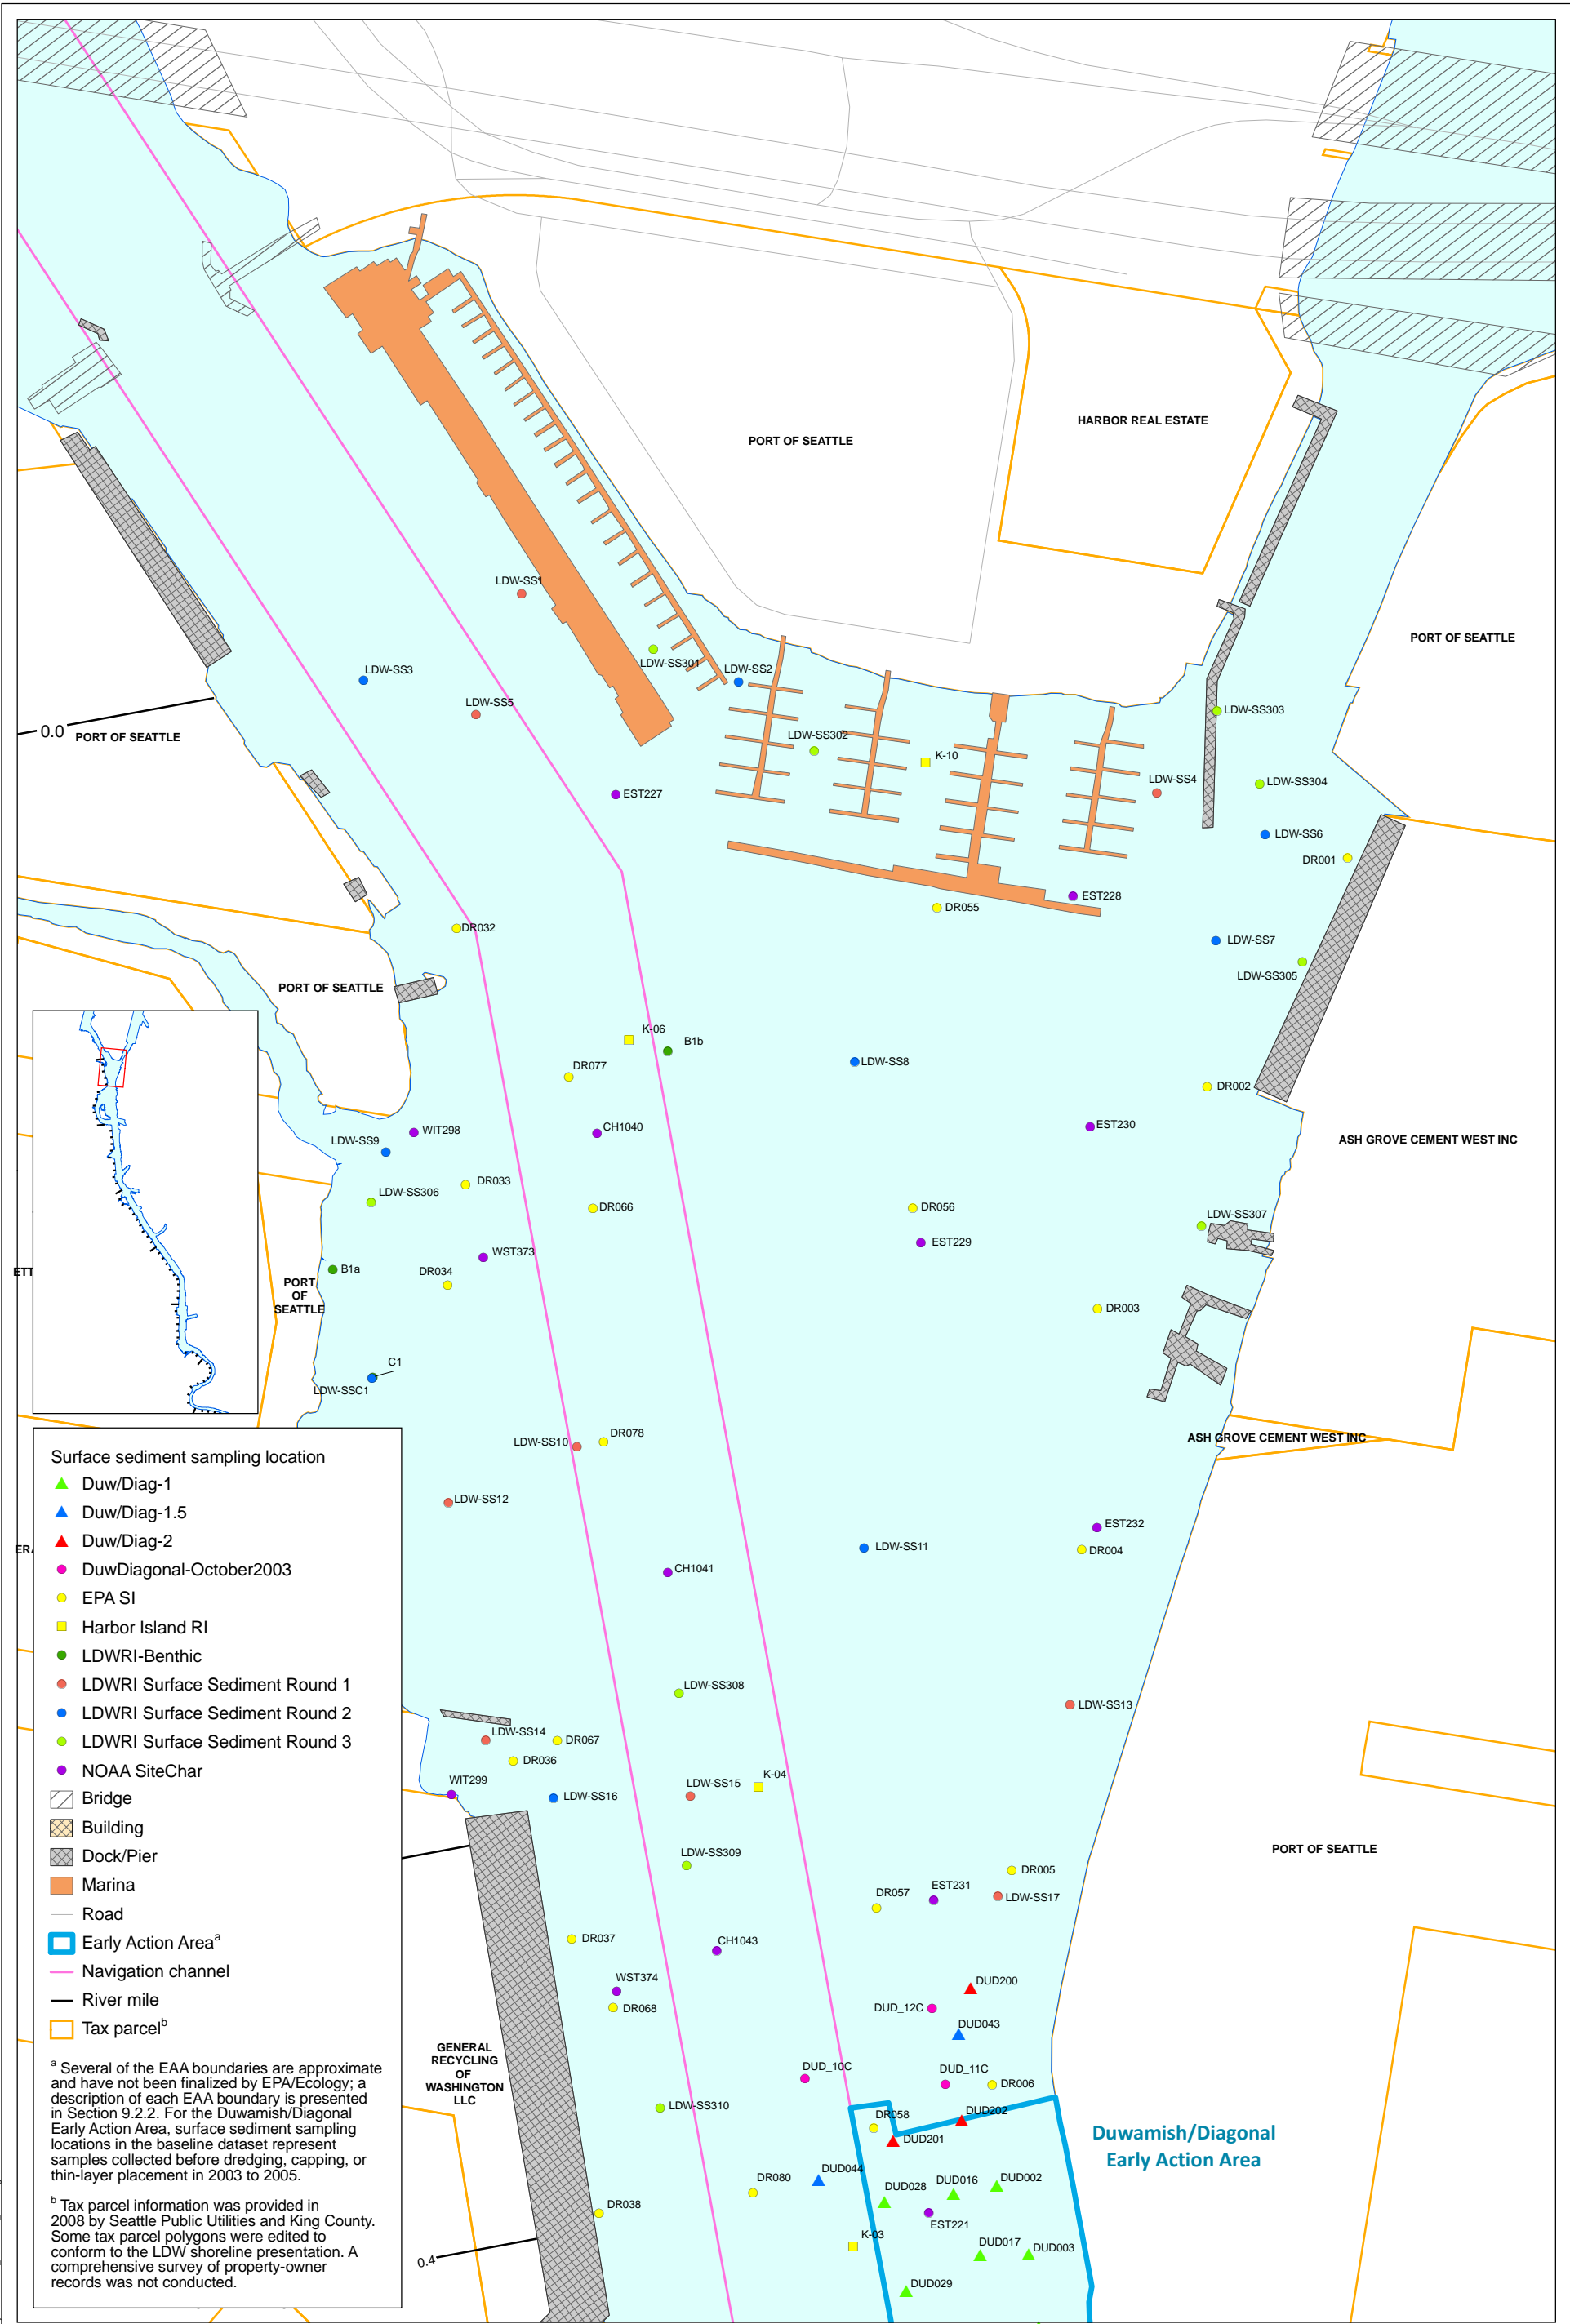 PORT OF SEATTLE
HARBOR REAL ESTATE
PORT OF SEATTLE
LDW-SS1
LDW-SS301
LDW-SS2
LDW-SS3
LDW-SS5
LDW-SS303
0.0
PORT OF SEATTLE
LDW-SS302
K-10
LDW-SS4
LDW-SS304
EST227
LDW-SS6
DR001
EST228
DR055
DR032
LDW-SS7
LDW-SS305
PORT OF SEATTLE
K-06
B1b
LDW-SS8
DR077
DR002
WIT298
CH1040
EST230
LDW-SS9
ASH GROVE CEMENT WEST INC
DR033
LDW-SS306
DR066
DR056
LDW-SS307
EST229
WST373
ETT
B1a
DR034
PORT
OF
SEATTLE
DR003
C1
LDW-SSC1
DR078
LDW-SS10
ASH GROVE CEMENT WEST INC
LDW-SS12
EST232
ERA
LDW-SS11
DR004
CH1041
LDW-SS308
LDW-SS13
LDW-SS14
DR067
DR036
WIT299
LDW-SS15
K-04
LDW-SS16
PORT OF SEATTLE
LDW-SS309
DR005
DR057
EST231
LDW-SS17
DR037
CH1043
WST374
DUD200
DR068
DUD_12C
DUD043
GENERAL
RECYCLING
OF
WASHINGTON
LLC
DUD_10C
DUD_11C
DR006
LDW-SS310
DR058
DUD202
DUD201
Duwamish/Diagonal
Early Action Area
DR080
DUD044
DUD028
DUD016
DUD002
DR038
EST221
K-03
DUD017
DUD003
0.4
DUD029
Surface sediment sampling location
Duw/Diag-1
Duw/Diag-1.5
Duw/Diag-2
DuwDiagonal-October2003
EPA SI
Harbor Island RI
LDWRI-Benthic
LDWRI Surface Sediment Round 1
LDWRI Surface Sediment Round 2
LDWRI Surface Sediment Round 3
NOAA SiteChar
Bridge
Building
Dock/Pier
Marina
Road
Early Action Areaᵃ
Navigation channel
River mile
Tax parcelᵇ
ᵃ Several of the EAA boundaries are approximate
and have not been finalized by EPA/Ecology; a
description of each EAA boundary is presented
in Section 9.2.2. For the Duwamish/Diagonal
Early Action Area, surface sediment sampling
locations in the baseline dataset represent
samples collected before dredging, capping, or
thin-layer placement in 2003 to 2005.
ᵇ Tax parcel information was provided in
2008 by Seattle Public Utilities and King County.
Some tax parcel polygons were edited to
conform to the LDW shoreline presentation. A
comprehensive survey of property-owner
records was not conducted.